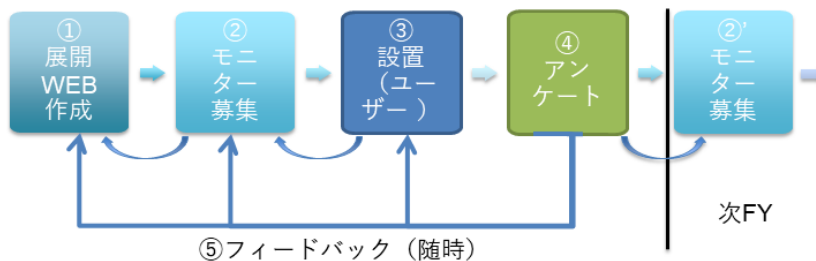 ①
展開
WEB
作成
②
モニ
ター
募集
③
設置
（ユー
ザー ）
④
アン
ケート
②’
モニ
ター
募集
次FY
⑤フィードバック（随時）